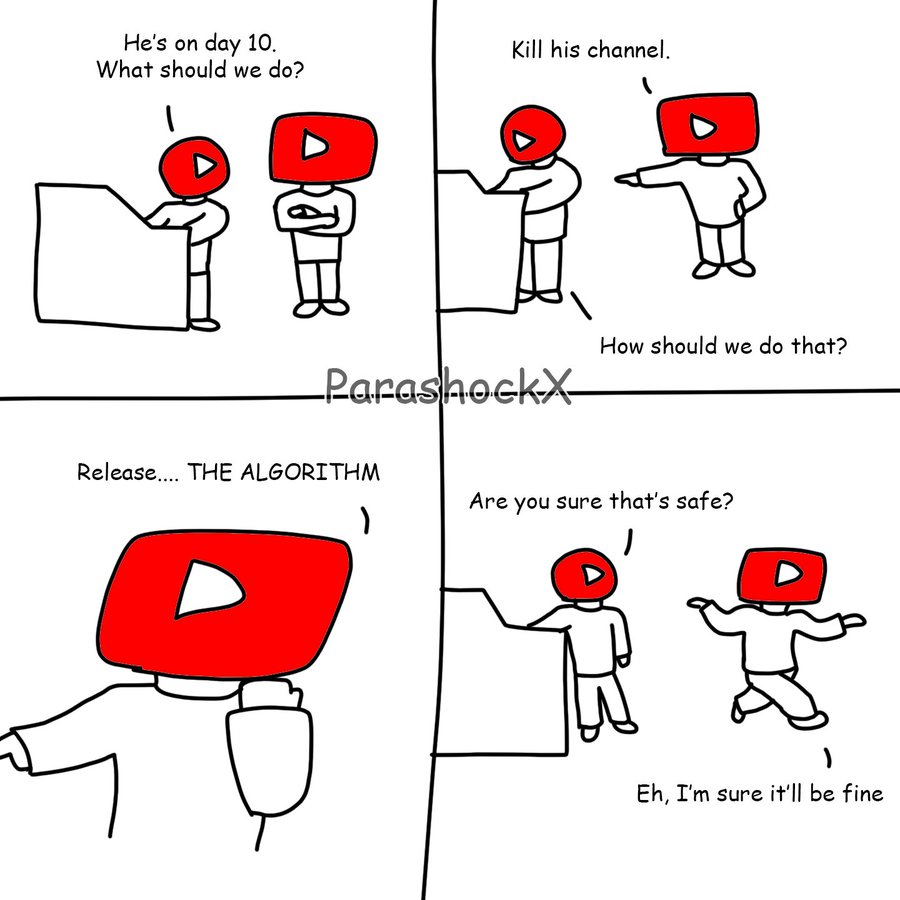 He's on day 10.
What should we do?
Kill his channel.
How should we do that?
ParashockX
Release.... THE ALGORITHM
Are you sure that's safe?
Eh, I'm sure it'll be fine